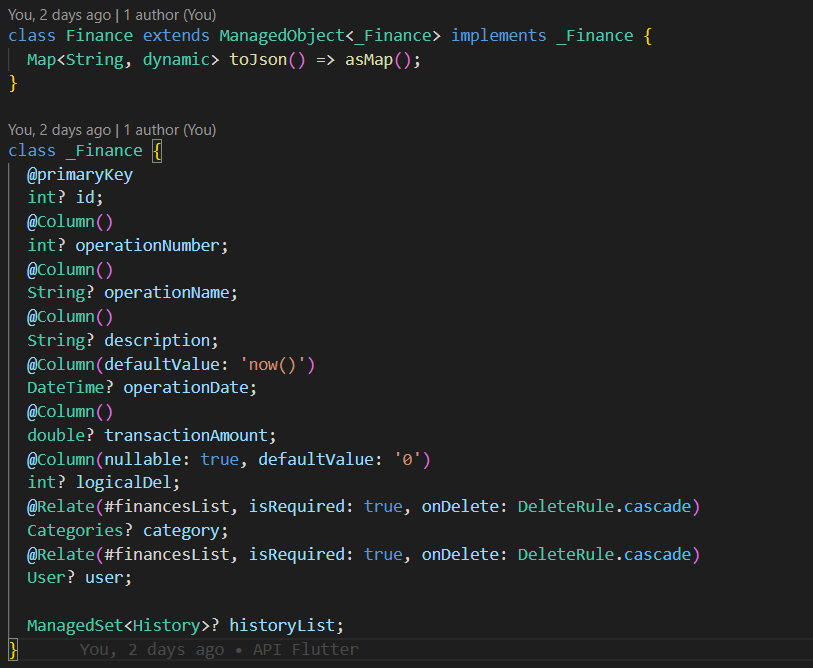 You, 2 days ago | 1 author (You)
class Finance extends ManagedObject<_Finance> implements _Finance {
  Map<String, dynamic> toJson() => asMap();
}
You, 2 days ago | 1 author (You)
class _Finance {
  @primaryKey
  int? id;
  @Column()
  int? operationNumber;
  @Column()
  String? operationName;
  @Column()
  String? description;
  @Column(defaultValue: 'now()')
  DateTime? operationDate;
  @Column()
  double? transactionAmount;
  @Column(nullable: true, defaultValue: '0')
  int? logicalDel;
  @Relate(#financesList, isRequired: true, onDelete: DeleteRule.cascade)
  Categories? category;
  @Relate(#financesList, isRequired: true, onDelete: DeleteRule.cascade)
  User? user;
  ManagedSet<History>? historyList;
}      You, 2 days ago • API Flutter